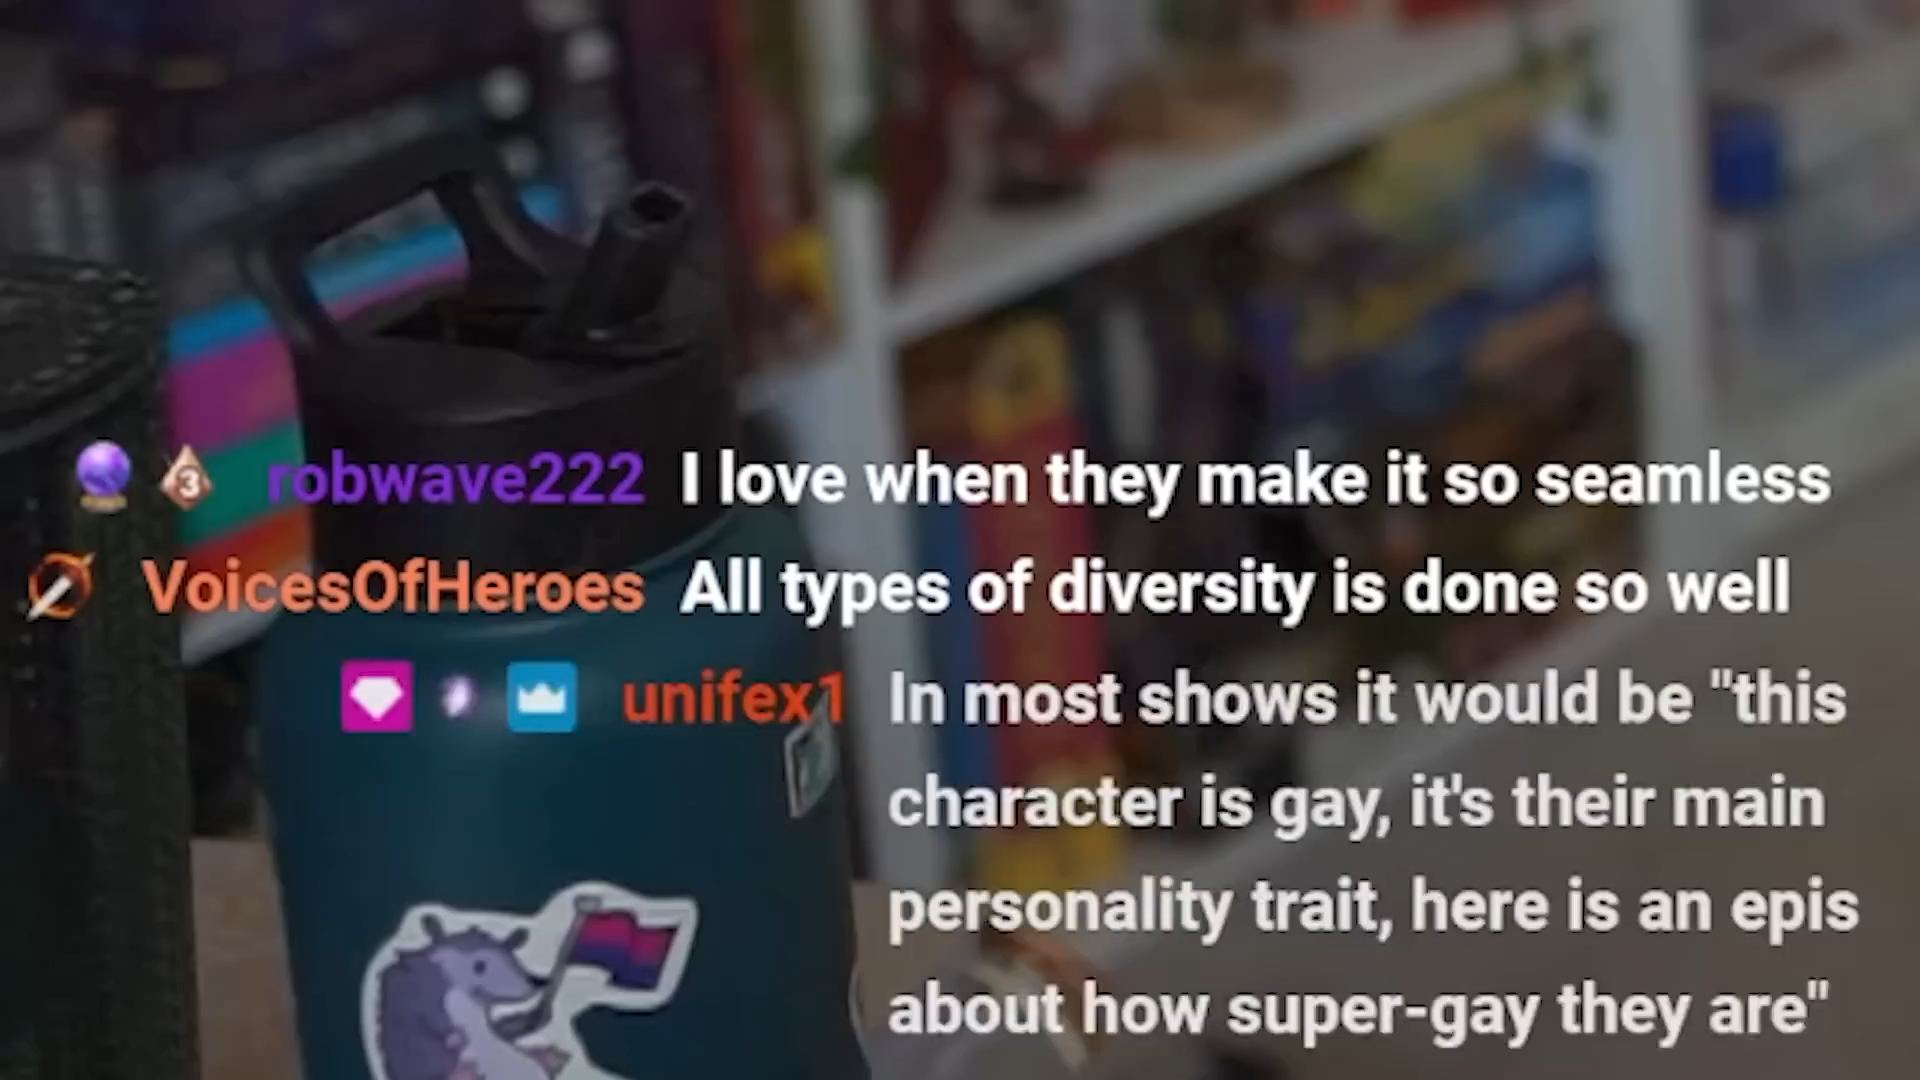 3 robwave222 I love when they make it so seamless
VoicesOfHeroes All types of diversity is done so well
unifex1 In most shows it would be "this
character is gay, it's their main
personality trait, here is an epis
about how super-gay they are"